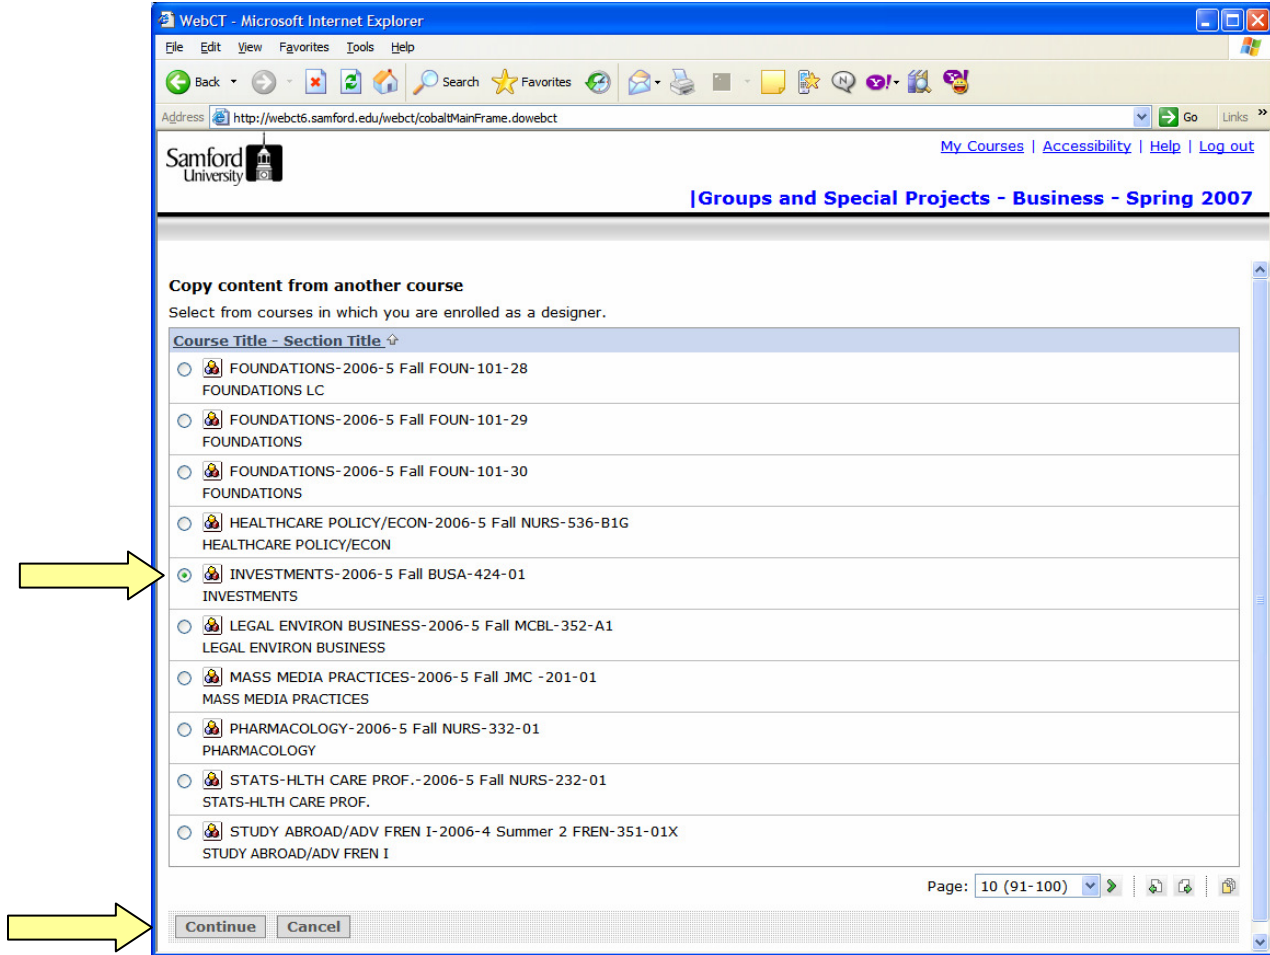 WebCT - Microsoft Internet Explorer
File Edit View Favorites Tools Help
Back Search Favorites
Address http://webct6.samford.edu/webct/cobaltMainFrame.dowebct Go Links »
Samford
University
My Courses | Accessibility | Help | Log out
|Groups and Special Projects - Business - Spring 2007
Copy content from another course
Select from courses in which you are enrolled as a designer.
Course Title - Section Title
FOUNDATIONS-2006-5 Fall FOUN-101-28
FOUNDATIONS LC
FOUNDATIONS-2006-5 Fall FOUN-101-29
FOUNDATIONS
FOUNDATIONS-2006-5 Fall FOUN-101-30
FOUNDATIONS
HEALTHCARE POLICY/ECON-2006-5 Fall NURS-536-B1G
HEALTHCARE POLICY/ECON
INVESTMENTS-2006-5 Fall BUSA-424-01
INVESTMENTS
LEGAL ENVIRON BUSINESS-2006-5 Fall MCBL-352-A1
LEGAL ENVIRON BUSINESS
MASS MEDIA PRACTICES-2006-5 Fall JMC -201-01
MASS MEDIA PRACTICES
PHARMACOLOGY-2006-5 Fall NURS-332-01
PHARMACOLOGY
STATS-HLTH CARE PROF.-2006-5 Fall NURS-232-01
STATS-HLTH CARE PROF.
STUDY ABROAD/ADV FREN I-2006-4 Summer 2 FREN-351-01X
STUDY ABROAD/ADV FREN I
Page: 10 (91-100)
Continue Cancel